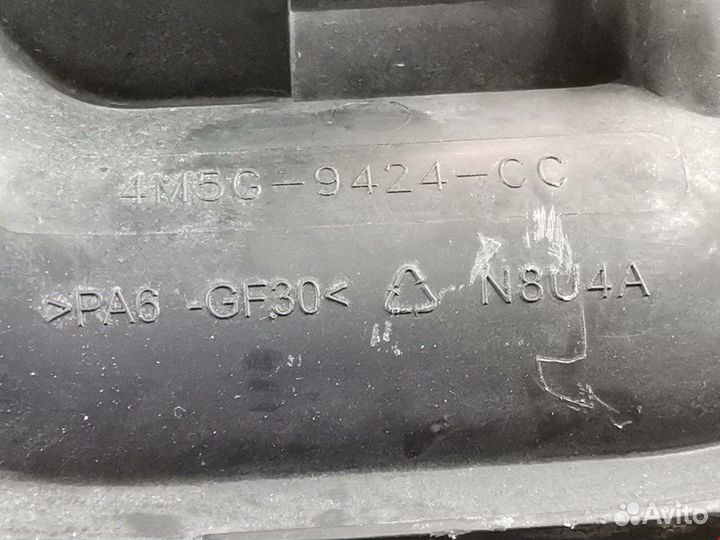 4M5G-9424-CC
>PA6 -GF30< N8U4A
Avito